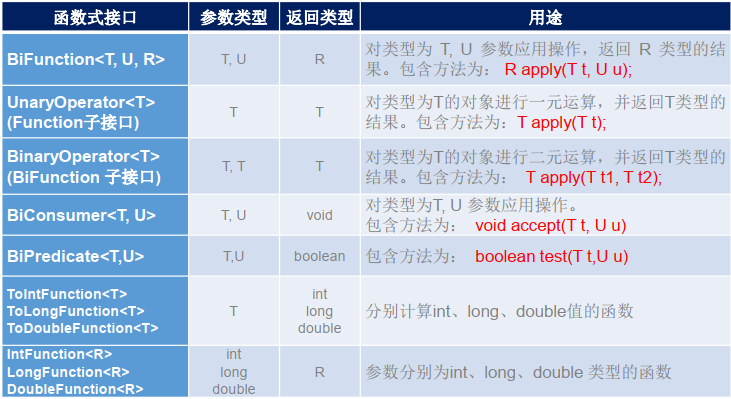 函数式接口 参数类型 返回类型 用途
BiFunction<T, U, R> T, U R 对类型为 T, U 参数应用操作，返回 R 类型的结
果。包含方法为： R apply(T t, U u);
UnaryOperator<T>
(Function子接口) T T 对类型为T的对象进行一元运算，并返回T类型的
结果。包含方法为：T apply(T t);
BinaryOperator<T>
(BiFunction 子接口) T, T T 对类型为T的对象进行二元运算，并返回T类型的
结果。包含方法为： T apply(T t1, T t2);
BiConsumer<T, U> T, U void 对类型为T, U 参数应用操作。
包含方法为： void accept(T t, U u)
BiPredicate<T,U> T,U boolean 包含方法为： boolean test(T t,U u)
ToIntFunction<T> int
ToLongFunction<T> T long 分别计算int、long、double值的函数
ToDoubleFunction<T> double
IntFunction<R> int
LongFunction<R> long R 参数分别为int、long、double 类型的函数
DoubleFunction<R> double